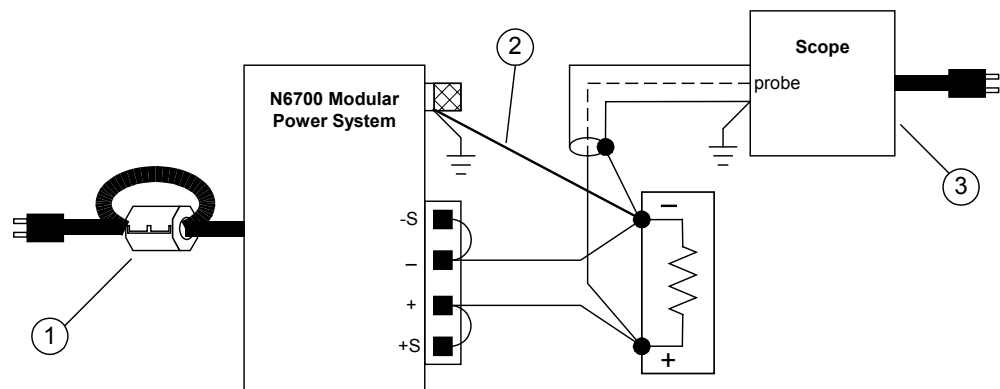 2
Scope
probe
N6700 Modular
Power System
3
-S
–
–
+
+S
+
1